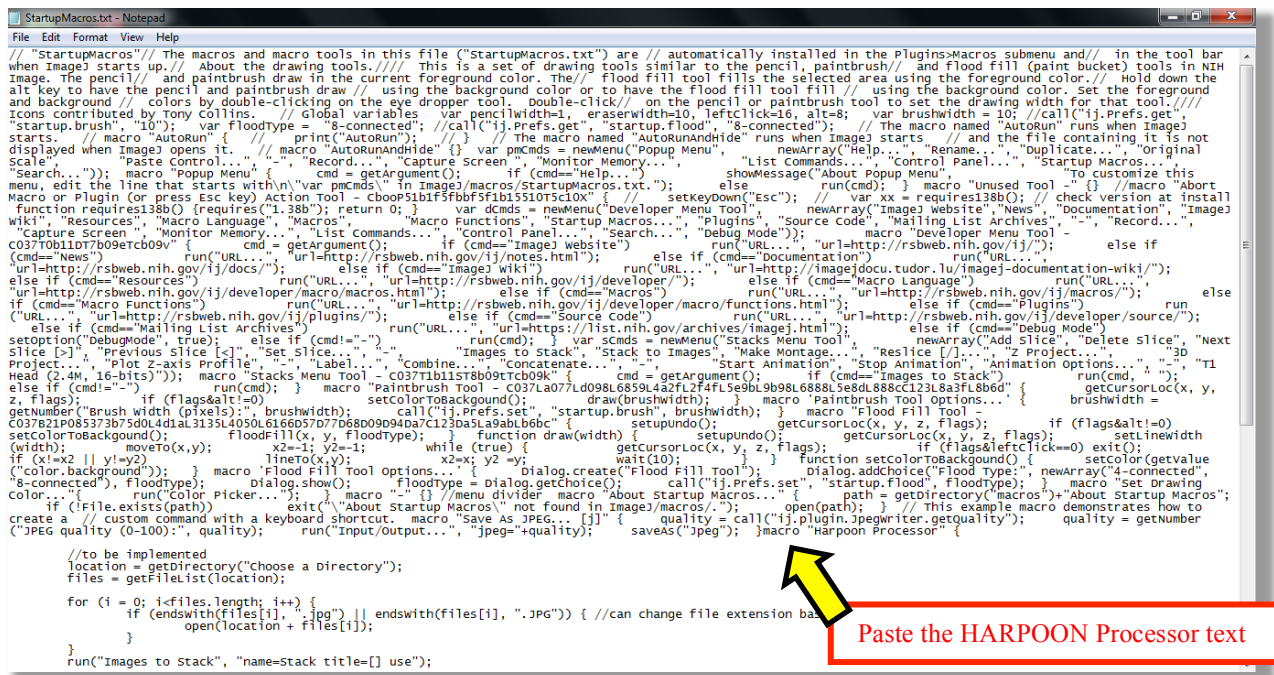 StartupMacros.txt - Notepad
File Edit Format View Help
// "StartupMacros"// The macros and macro tools in this file ("StartupMacros.txt") are // automatically installed in the Plugins>Macros submenu and// in the tool bar
when ImageJ starts up.// About the drawing tools.//// This is a set of drawing tools similar to the pencil, paintbrush// and flood fill (paint bucket) tools in NIH
Image. The pencil// and paintbrush draw in the current foreground color. The// flood fill tool fills the selected area using the foreground color.// Hold down the
alt key to have the pencil and paintbrush draw // using the background color or to have the flood fill tool fill // using the background color. Set the foreground
and background // colors by double-clicking on the eye dropper tool. Double-click// on the pencil or paintbrush tool to set the drawing width for that tool.////
Icons contributed by Tony Collins. // Global variables var pencilWidth=1, eraserWidth=10, leftClick=16, alt=8; var brushWidth = 10; //call("ij.Prefs.get",
"startup.brush", "10"); var floodType = "8-connected"; //call("ij.Prefs.get", "startup.flood", "8-connected"); // The macro named "AutoRun" runs when ImageJ
starts. // macro "AutoRun" { // print("AutoRun"); // } // The macro named "AutoRunAndHide" runs when ImageJ starts // and the file containing it is not
displayed when ImageJ opens it. // macro "AutoRunAndHide" {} var pmCmds = newMenu("Popup Menu", newArray("Help...", "Rename...", "Duplicate...", "Original
Scale", "Paste Control...", "-", "Record...", "Capture Screen ", "Monitor Memory...", "List Commands...", "Control Panel...", "Startup Macros...",
"Search...")); macro "Popup Menu" { cmd = getArgument(); if (cmd=="Help...") showMessage("About Popup Menu", "To customize this
menu, edit the line that starts with\n\"var pmCmds\" in ImageJ/macros/StartupMacros.txt."); else run(cmd); } macro "Unused Tool -" {} //macro "Abort
Macro or Plugin (or press Esc key) Action Tool - CbooP51b1f5fbbf5f1b15510T5c10X" { // setKeyDown("Esc"); // var xx = requires138b(); // check version at install
function requires138b() {requires("1.38b"); return 0; } var dCmds = newMenu("Developer Menu Tool", newArray("ImageJ Website","News", "Documentation", "ImageJ
Wiki", "Resources", "Macro Language", "Macros", "Macro Functions", "Startup Macros...", "Plugins", "Source Code", "Mailing List Archives", "-", "Record...",
"Capture Screen ", "Monitor Memory...", "List Commands...", "Control Panel...", "Search...", "Debug Mode")); macro "Developer Menu Tool -
C037T0b11DT7b09eTcb09v" { cmd = getArgument(); if (cmd=="ImageJ Website") run("URL...", "url=http://rsbweb.nih.gov/ij/"); else if
(cmd=="News") run("URL...", "url=http://rsbweb.nih.gov/ij/notes.html"); else if (cmd=="Documentation") run("URL...",
"url=http://rsbweb.nih.gov/ij/docs/"); else if (cmd=="ImageJ Wiki") run("URL...", "url=http://imagejdocu.tudor.lu/imagej-documentation-wiki/");
else if (cmd=="Resources") run("URL...", "url=http://rsbweb.nih.gov/ij/developer/"); else if (cmd=="Macro Language") run("URL...",
"url=http://rsbweb.nih.gov/ij/developer/macro/macros.html"); else if (cmd=="Macros") run("URL...", "url=http://rsbweb.nih.gov/ij/macros/"); else
if (cmd=="Macro Functions") run("URL...", "url=http://rsbweb.nih.gov/ij/developer/macro/functions.html"); else if (cmd=="Plugins") run
("URL...", "url=http://rsbweb.nih.gov/ij/plugins/"); else if (cmd=="Source Code") run("URL...", "url=http://rsbweb.nih.gov/ij/developer/source/");
else if (cmd=="Mailing List Archives") run("URL...", "url=https://list.nih.gov/archives/imagej.html"); else if (cmd=="Debug Mode")
setOption("DebugMode", true); else if (cmd!="-") run(cmd); } var sCmds = newMenu("Stacks Menu Tool", newArray("Add Slice", "Delete Slice", "Next
Slice [>]", "Previous Slice [<]", "Set Slice...", "-", "Images to Stack", "Stack to Images", "Make Montage...", "Reslice [/]...", "Z Project...", "3D
Project...", "Plot Z-axis Profile", "-", "Label...", "Combine...", "Concatenate...", "-", "Start Animation", "Stop Animation", "Animation Options...", "-", "T1
Head (2.4M, 16-bits)")); macro "Stacks Menu Tool - C037T1b11ST8b09tTcb09k" { cmd = getArgument(); if (cmd=="Images to Stack") run(cmd, " ");
else if (cmd!="-") run(cmd); } macro "Paintbrush Tool - C037La077Ld098L6859L4a2fL2f4fL5e9bL9b98L6888L5e8dL888cC123L8a3fL8b6d" { getCursorLoc(x, y,
z, flags); if (flags&alt!=0) setColorToBackgound(); draw(brushWidth); } macro 'Paintbrush Tool Options...' { brushWidth =
getNumber("Brush Width (pixels):", brushWidth); call("ij.Prefs.set", "startup.brush", brushWidth); } macro "Flood Fill Tool -
C037B21P085373b75d0L4d1aL3135L4050L6166D57D77D68D09D94Da7C123Da5La9abLb6bc" { setupUndo(); getCursorLoc(x, y, z, flags); if (flags&alt!=0)
setColorToBackgound(); floodFill(x, y, floodType); } function draw(width) { setupUndo(); getCursorLoc(x, y, z, flags); setLineWidth
(width); moveTo(x,y); x2=-1; y2=-1; while (true) { getCursorLoc(x, y, z, flags); if (flags&leftClick==0) exit();
if (x!=x2 || y!=y2) lineTo(x,y); x2=x; y2 =y; wait(10); } } function setColorToBackgound() { setColor(getValue
("color.background")); } macro 'Flood Fill Tool Options...' { Dialog.create("Flood Fill Tool"); Dialog.addChoice("Flood Type:", newArray("4-connected",
"8-connected"), floodType); Dialog.show(); floodType = Dialog.getChoice(); call("ij.Prefs.set", "startup.flood", floodType); } macro "Set Drawing
Color..."{ run("Color Picker..."); } macro "-" {} //menu divider macro "About Startup Macros..." { path = getDirectory("macros")+"About Startup Macros";
if (!File.exists(path)) exit("\"About Startup Macros\" not found in ImageJ/macros/."); open(path); } // This example macro demonstrates how to
create a // custom command with a keyboard shortcut. macro "Save As JPEG... [j]" { quality = call("ij.plugin.JpegWriter.getQuality"); quality = getNumber
("JPEG quality (0-100):", quality); run("Input/Output...", "jpeg="+quality); saveAs("Jpeg"); }macro "Harpoon Processor" {
//to be implemented
location = getDirectory("Choose a Directory");
files = getFileList(location);
for (i = 0; i<files.length; i++) {
if (endsWith(files[i], ".jpg") || endsWith(files[i], ".JPG")) { //can change file extension
open(location + files[i]);
}
}
run("Images to Stack", "name=Stack title=[] use");
Paste the HARPOON Processor text